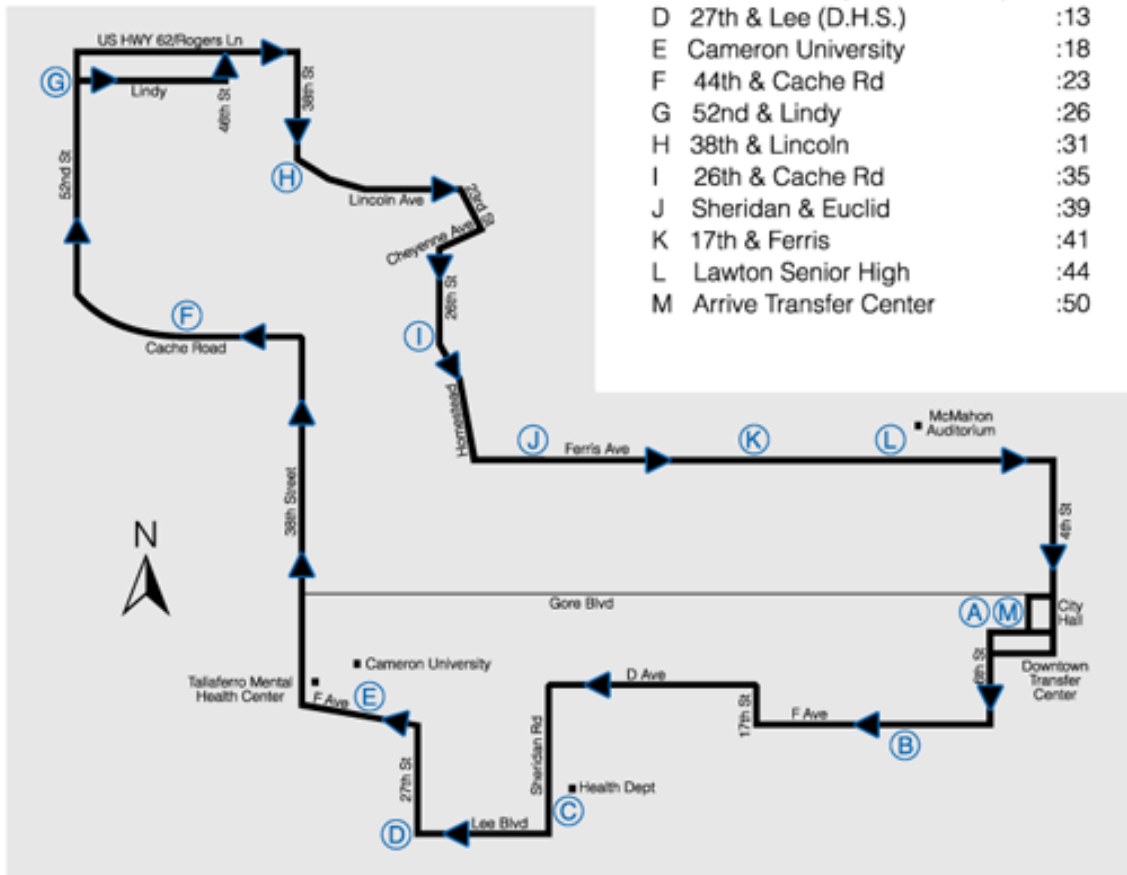 D 27th & Lee (D.H.S.) :13
E Cameron University :18
F 44th & Cache Rd :23
G 52nd & Lindy :26
H 38th & Lincoln :31
I 26th & Cache Rd :35
J Sheridan & Euclid :39
K 17th & Ferris :41
L Lawton Senior High :44
M Arrive Transfer Center :50
US HWY 62/Rogers Ln
G
Lindy
46th St
38th St
52nd St
H
Lincoln Ave
23rd St
Cheyenne Ave
26th St
F
Cache Road
I
Homestead
J
Ferris Ave
K
L
McMahon
Auditorium
4th St
38th Street
N
Gore Blvd
A
M
City
Hall
6th St
Downtown
Transfer
Center
Cameron University
Tallaferro Mental
Health Center
F Ave
E
D Ave
17th St
F Ave
B
Sheridan Rd
27th St
Health Dept
C
D
Lee Blvd